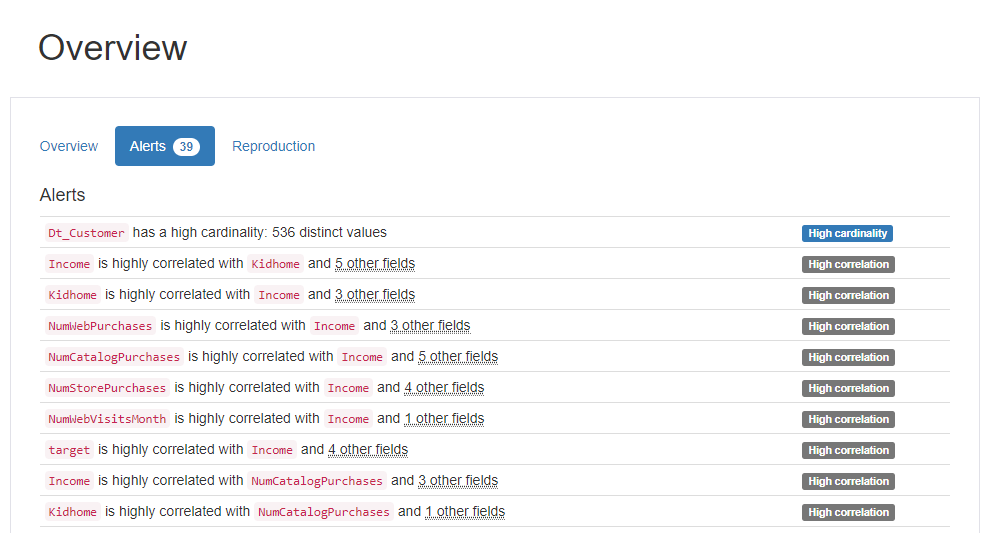 Overview
Overview Alerts 39 Reproduction
Alerts
Dt_Customer has a high cardinality: 536 distinct values High cardinality
Income is highly correlated with Kidhome and 5 other fields High correlation
Kidhome is highly correlated with Income and 3 other fields High correlation
NumWebPurchases is highly correlated with Income and 3 other fields High correlation
NumCatalogPurchases is highly correlated with Income and 5 other fields High correlation
NumStorePurchases is highly correlated with Income and 4 other fields High correlation
NumWebVisitsMonth is highly correlated with Income and 1 other fields High correlation
target is highly correlated with Income and 4 other fields High correlation
Income is highly correlated with NumCatalogPurchases and 3 other fields High correlation
Kidhome is highly correlated with NumCatalogPurchases and 1 other fields High correlation